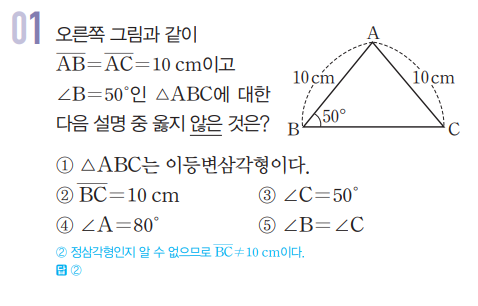 01 오른쪽 그림과 같이
AB=AC=10 cm이고
∠B=50°인 △ABC에 대한
다음 설명 중 옳지 않은 것은?
A
10cm 10cm
50°
B C
① △ABC는 이등변삼각형이다.
② BC=10 cm ③ ∠C=50°
④ ∠A=80° ⑤ ∠B=∠C
② 정삼각형인지 알 수 없으므로 BC≠10 cm이다.
답 ②